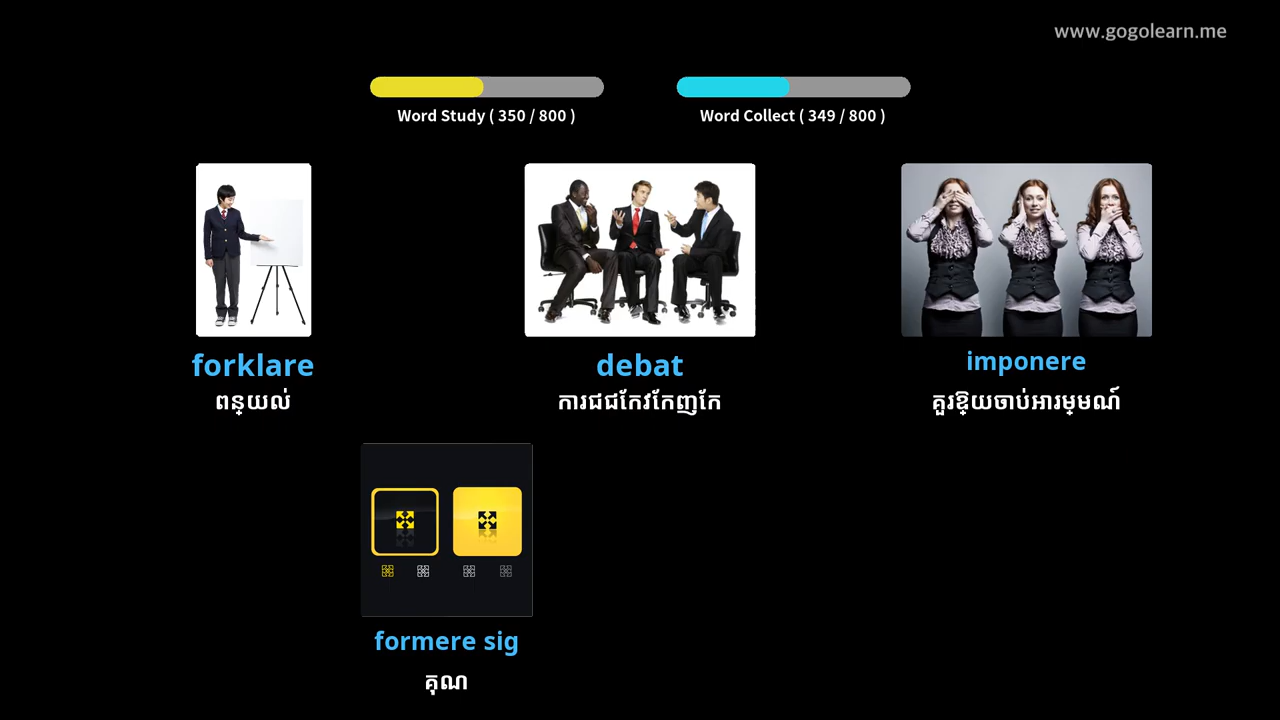 www.gogolearn.me
Word Study ( 350 / 800 )
Word Collect ( 349 / 800 )
forklare
ពន្យល់
debat
ការជជកែវកែញកែ
imponere
គួរឱ្យចាប់អារម្មណ៍
formere sig
គុណ